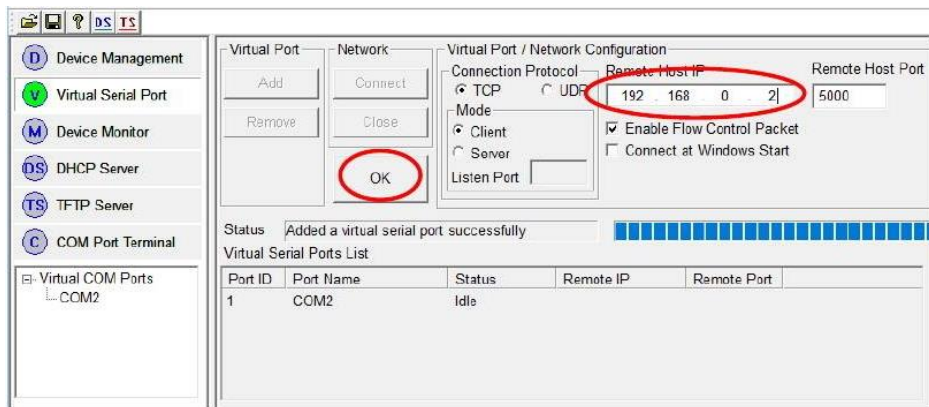 DS TS
D Device Management
V Virtual Serial Port
M Device Monitor
DS DHCP Server
TS TFTP Server
C COM Port Terminal
Virtual COM Ports
COM2
Virtual Port
Add
Remove
Network
Connect
Close
OK
Virtual Port / Network Configuration
Connection Protocol
TCP UDP
Mode
Client
Server
Listen Port
Remote Host IP
192 . 168 . 0 . 2
Remote Host Port
5000
Enable Flow Control Packet
Connect at Windows Start
Status Added a virtual serial port successfully
Virtual Serial Ports List
Port ID Port Name Status Remote IP Remote Port
1 COM2 Idle